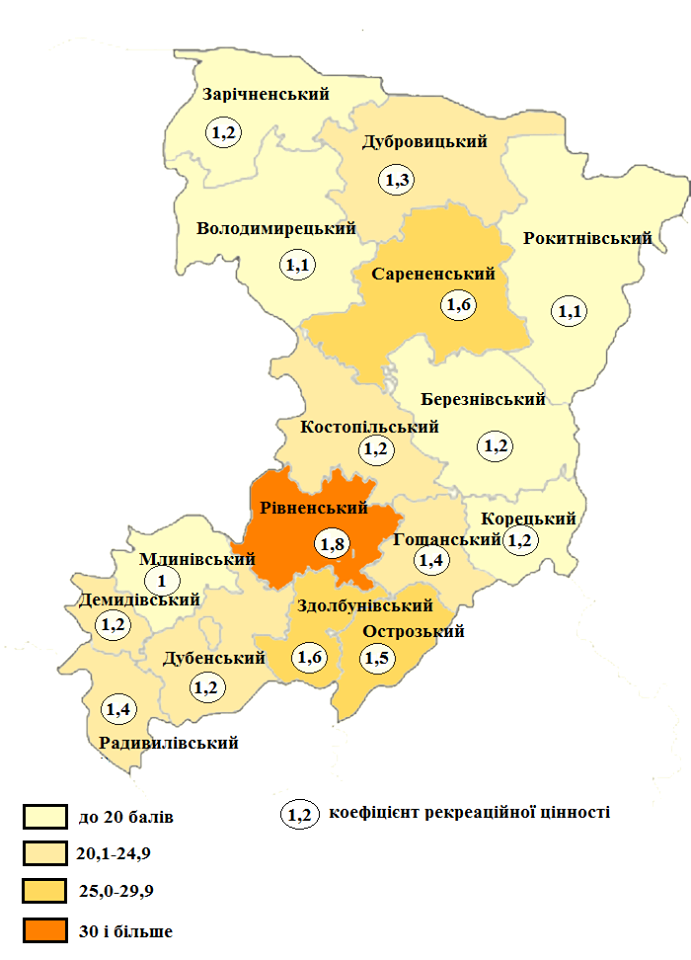 Зарічненський
1,2
Дубровицький
1,3
Володимирецький
1,1
Рокитнівський
1,1
Сарененський
1,6
Березнівський
1,2
Костопільський
1,2
Рівненський
1,8
Корецький
1,2
Гощанський
1,4
Млинівський
1
Демидівський
1,2
Здолбунівський
1,6
Острозький
1,5
Дубенський
1,2
1,4
Радивилівський
до 20 балів
1,2 коефіцієнт рекреаційної цінності
20,1-24,9
25,0-29,9
30 і більше